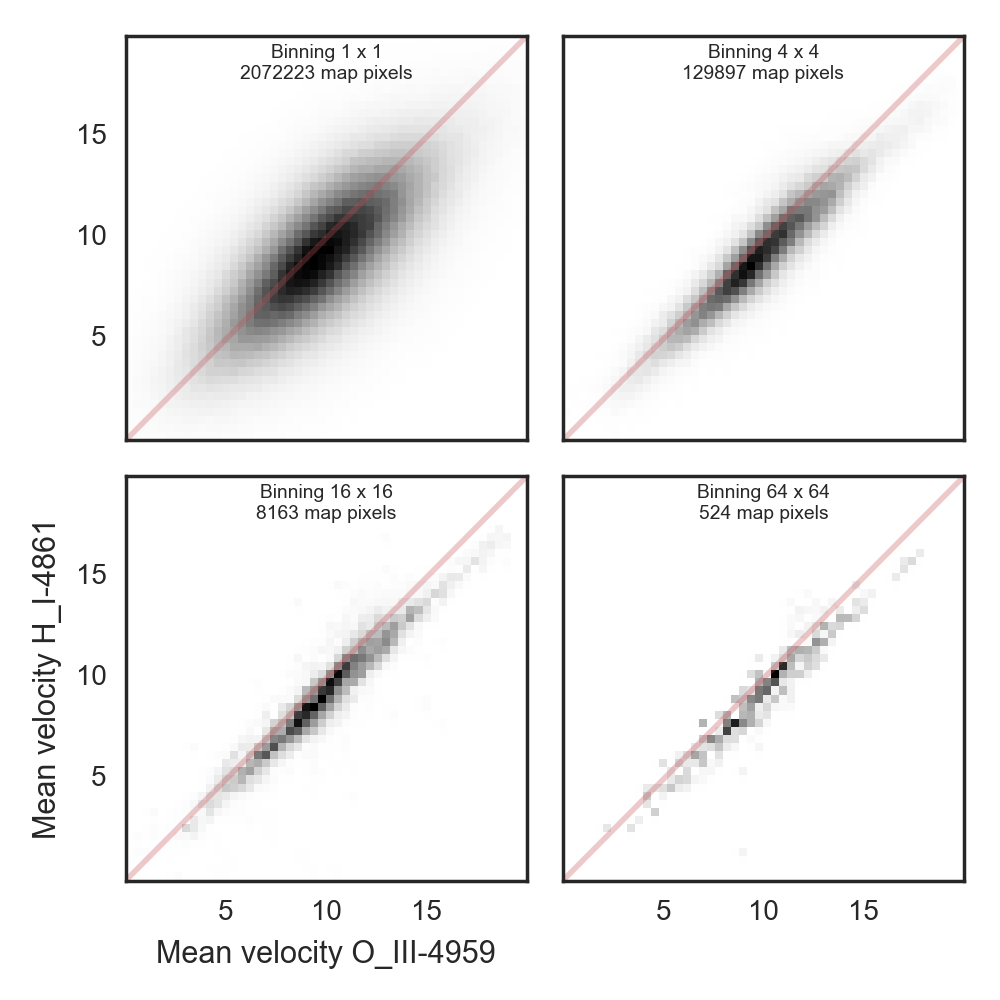 Binning 1 x 1
2072223 map pixels
Binning 4 x 4
129897 map pixels
15
10
5
Binning 16 x 16
8163 map pixels
Binning 64 x 64
524 map pixels
15
10
5
Mean velocity H_I-4861
5 10 15
5 10 15
Mean velocity O_III-4959